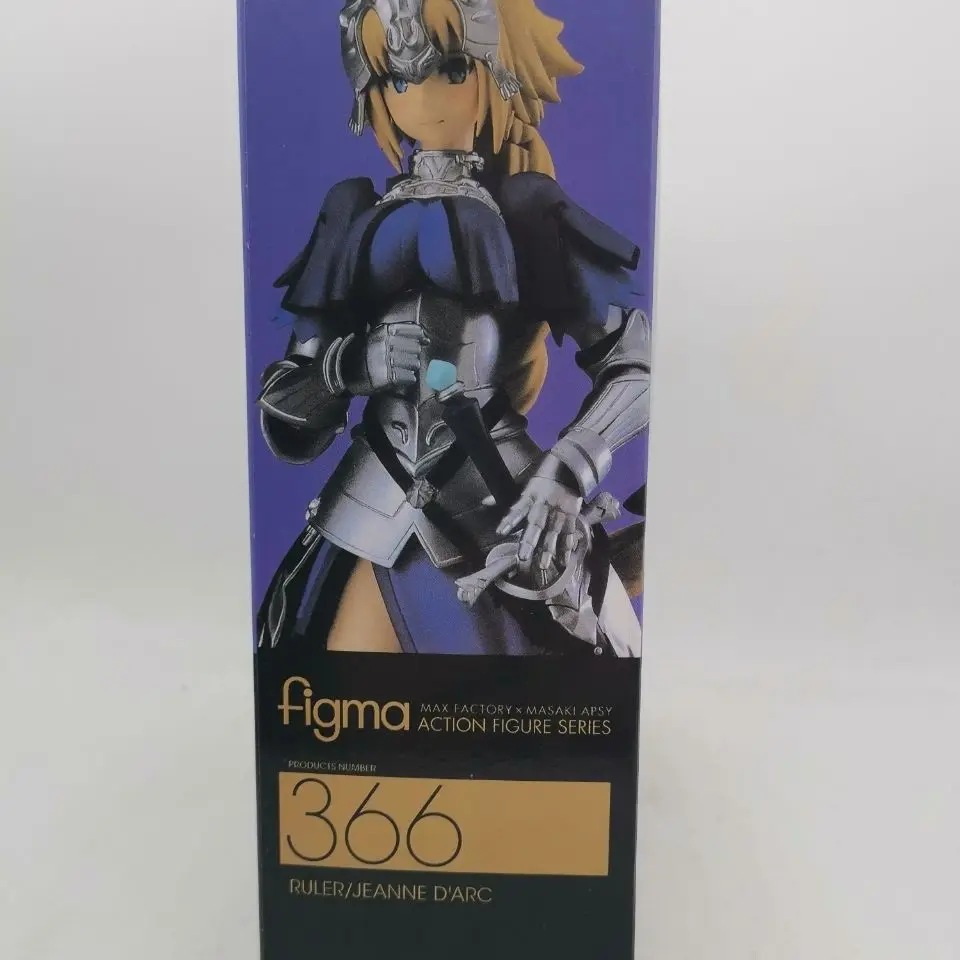 figma
MAX FACTORY × MASAKI APSY
ACTION FIGURE SERIES
PRODUCTS NUMBER
366
RULER/JEANNE D'ARC